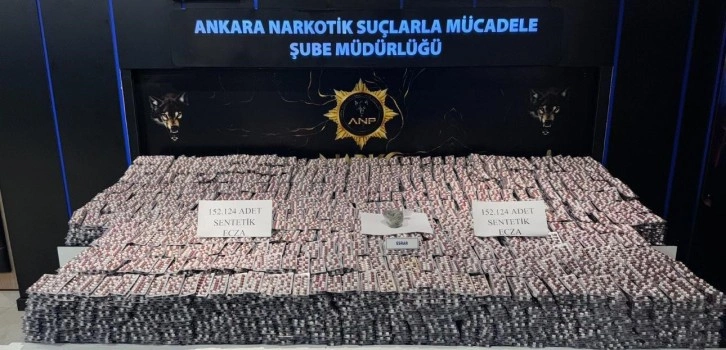 ANKARA NARKOTİK SUÇLARLA MÜCADELE
ŞUBE MÜDÜRLÜĞÜ
ANP
152.124 ADET
SENTETİK
ECZA
152.124 ADET
SENTETİK
ECZA